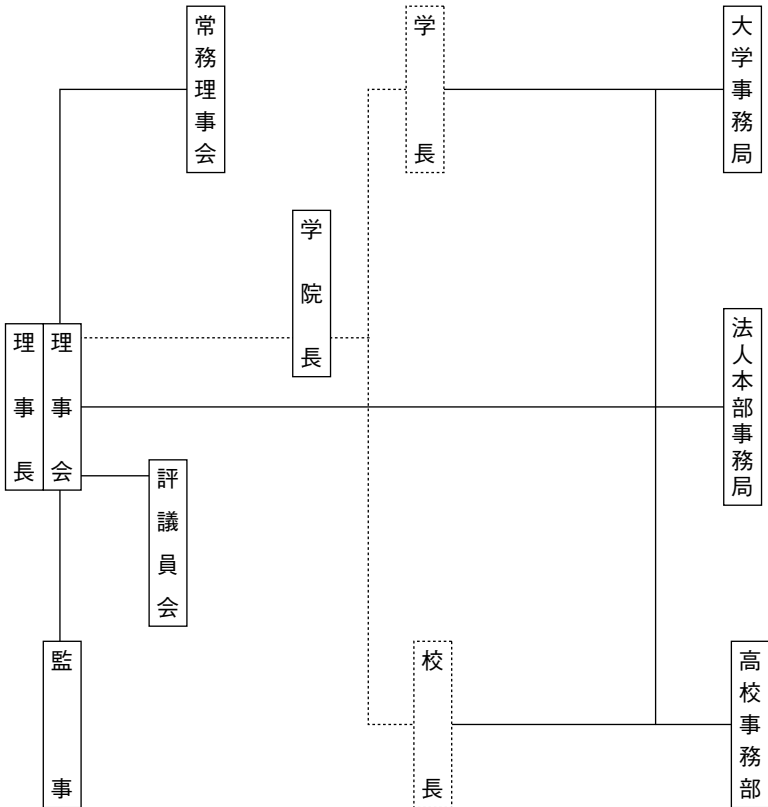 常務理事会
学長
大学事務局
学院長
理事長
理事会
法人本部事務局
評議員会
監事
校長
高校事務部